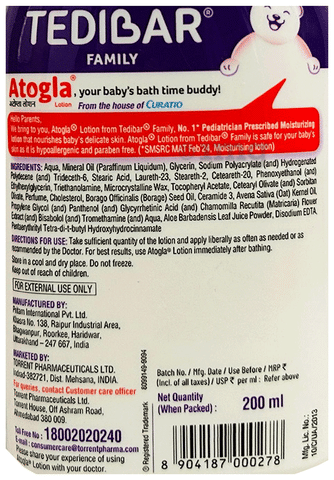 TEDIBAR®
FAMILY
Atogla®, your baby's bath time buddy!
अटोग्ला लोशन Lotion From the house of CURATIO
Hello Parents,
We bring to you, Atogla® Lotion from Tedibar® Family, No. 1* Pediatrician Prescribed Moisturizing
lotion that nourishes baby's delicate skin. Atogla® Lotion from Tedibar® Family is safe for your baby's
skin as it is hypoallergenic and paraben free. (*SMSRC MAT Feb'24, Moisturising lotion)
INGREDIENTS: Aqua, Mineral Oil (Paraffinum Liquidum), Glycerin, Sodium Polyacrylate (and) Hydrogenated
Polydecene (and) Trideceth-6, Stearic Acid, Laureth-23, Steareth-2, Ceteareth-20, Phenoxyethanol (and)
Ethylhexylglycerin, Triethanolamine, Microcrystalline Wax, Tocopheryl Acetate, Cetearyl Olivate (and) Sorbitan
Olivate, Perfume, Cholesterol, Borago Officinalis (Borage Seed) Oil, Ceramide 3, Avena Sativa (Oat) Kernel Oil,
Propylene Glycol (and) Panthenol (and) Glycyrrhetinic Acid (and) Chamomilla Recutita (Matricaria) Flower
Extract (and) Bisabolol (and) Tromethamine (and) Aqua, Aloe Barbadensis Leaf Juice Powder, Disodium EDTA,
Pentaerythrityl Tetra-di-t-butyl Hydroxyhydrocinnamate
DIRECTIONS FOR USE: Take sufficient quantity of the lotion and apply liberally as often as needed or as
recommended by the Doctor. For best results, use Atogla® Lotion immediately after bathing.
Store in a cool and dry place. Do not freeze.
Keep out of reach of children.
FOR EXTERNAL USE ONLY
MANUFACTURED BY:
Pontam International Pvt. Ltd.
Khasra No. 138, Raipur Industrial Area,
Bhagwanpur, Roorkee, Haridwar,
Uttarakhand – 247 667, India
MARKETED BY:
TORRENT PHARMACEUTICALS LTD.
Indrad-382721, Dist. Mehsana, INDIA.
For queries, contact Customer care officer
Torrent Pharmaceuticals Ltd.
Torrent House, Off Ashram Road,
Ahmedabad 380 009.
Toll Free No : 18002020240
E-mail: consumer@torrentpharma.com
Please share your experience of using
Atogla® Lotion with your doctor.
8099149-9094
® Registered Trademark
Batch No. / Mfg. Date / Use Before / MRP ₹
(Incl. of all taxes) / USP ₹ per ml : Refer above
Net Quantity
(When Packed) : 200 ml
8 904187 000278
Mfg. Lic. No.:
10/C/UA/2013